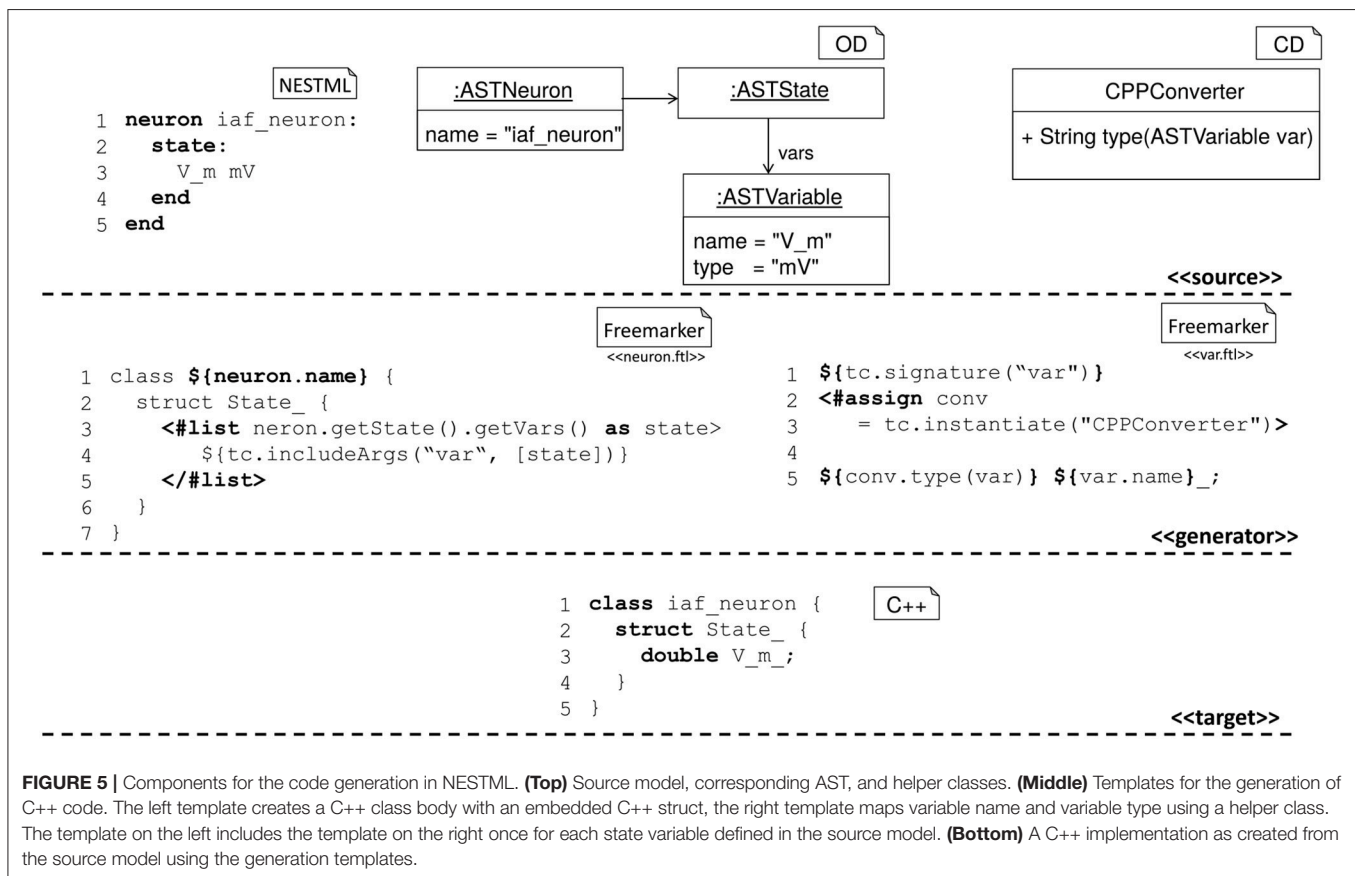 NESTML
1 neuron iaf_neuron:
2 state:
3 V_m mV
4 end
5 end
OD
:ASTNeuron
name = "iaf_neuron"
:ASTState
vars
:ASTVariable
name = "V_m"
type = "mV"
CD
CPPConverter
+ String type(ASTVariable var)
<<source>>
Freemarker
<<neuron.ftl>>
1 class ${neuron.name} {
2 struct State_ {
3 <#list neron.getState().getVars() as state>
4 ${tc.includeArgs(“var“, [state])}
5 </#list>
6 }
7 }
Freemarker
<<var.ftl>>
1 ${tc.signature(“var")}
2 <#assign conv
3 = tc.instantiate("CPPConverter")>
4
5 ${conv.type(var)} ${var.name}_;
<<generator>>
C++
1 class iaf_neuron {
2 struct State_ {
3 double V_m_;
4 }
5 }
<<target>>
FIGURE 5 | Components for the code generation in NESTML. (Top) Source model, corresponding AST, and helper classes. (Middle) Templates for the generation of
C++ code. The left template creates a C++ class body with an embedded C++ struct, the right template maps variable name and variable type using a helper class.
The template on the left includes the template on the right once for each state variable defined in the source model. (Bottom) A C++ implementation as created from
the source model using the generation templates.